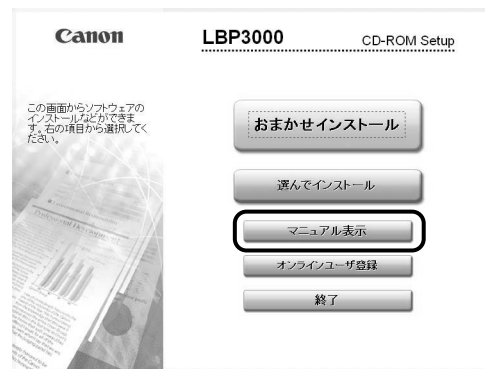 Canon
LBP3000
CD-ROM Setup
この画面からソフトウェアの
インストールなどができま
す。右の項目から選択してく
ださい。
おまかせインストール
選んでインストール
マニュアル表示
オンラインユーザ登録
終了
Professional Development